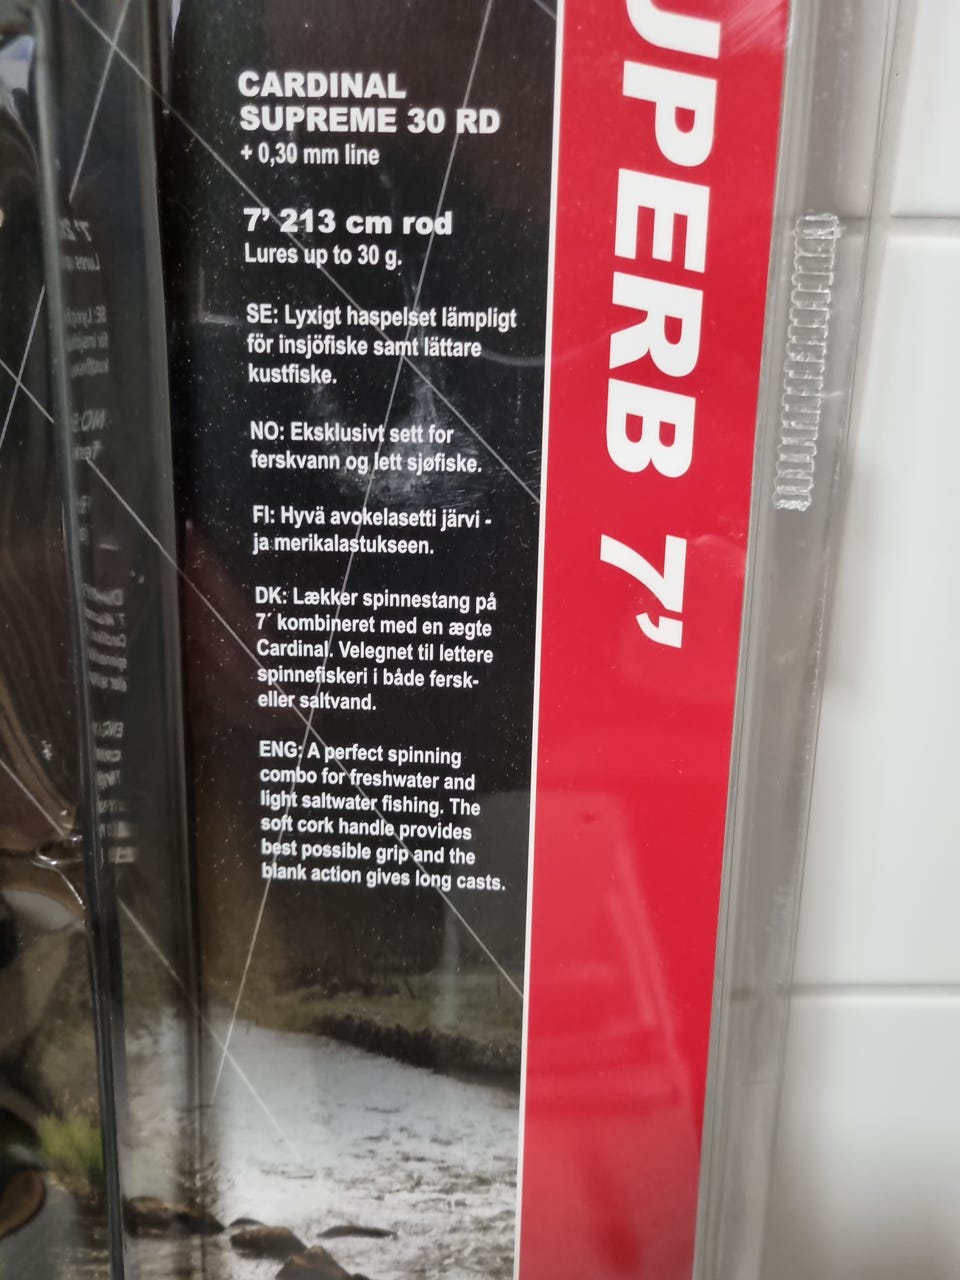 CARDINAL
SUPREME 30 RD
+ 0,30 mm line
7’ 213 cm rod
Lures up to 30 g.
SE: Lyxigt haspelset lämpligt
för insjöfiske samt lättare
kustfiske.
NO: Eksklusivt sett for
ferskvann og lett sjøfiske.
FI: Hyvä avokelasetti järvi -
ja merikalastukseen.
DK: Lækker spinnestang på
7´ kombineret med en ægte
Cardinal. Velegnet til lettere
spinnefiskeri i både fersk-
eller saltvand.
ENG: A perfect spinning
combo for freshwater and
light saltwater fishing. The
soft cork handle provides
best possible grip and the
blank action gives long casts.
UPERB 7’